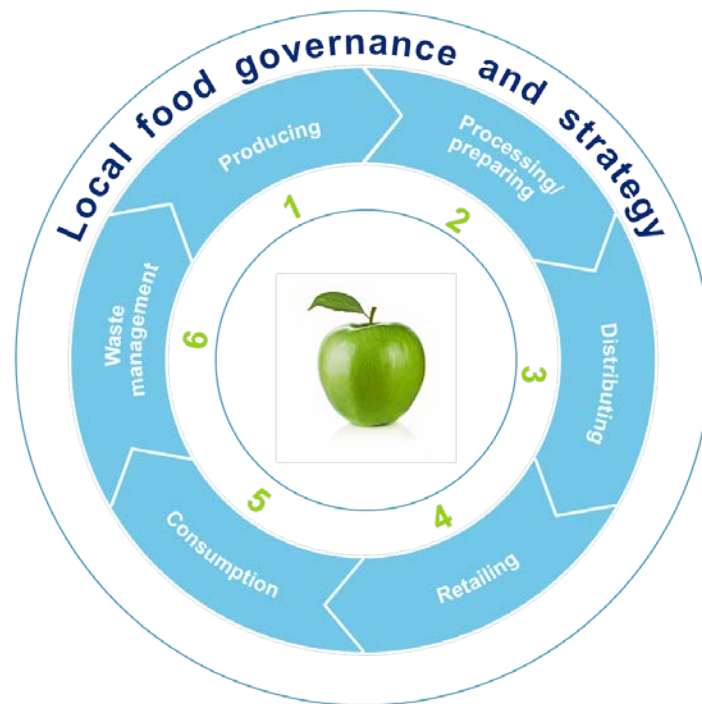 Local food governance and strategy
Producing
1
Processing/
preparing
2
Distributing
3
Retailing
4
Consumption
5
Waste
management
6